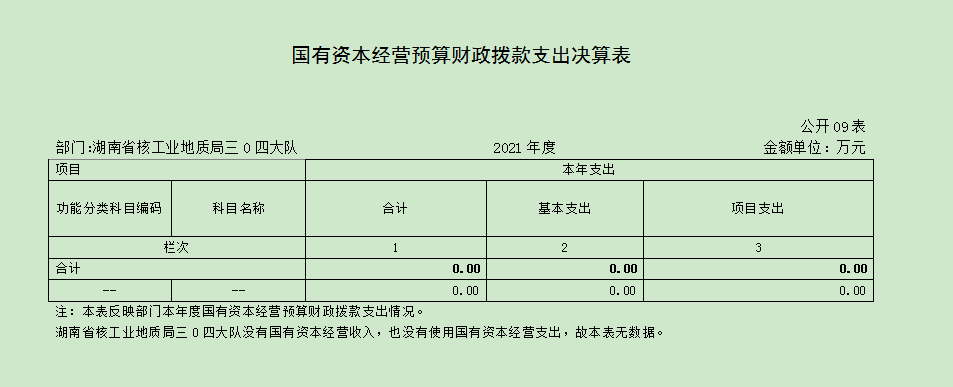 国有资本经营预算财政拨款支出决算表
公开09表
部门:湖南省核工业地质局三0四大队 2021年度 金额单位：万元
项目 本年支出
功能分类科目编码 科目名称 合计 基本支出 项目支出
栏次 1 2 3
合计 0.00 0.00 0.00
-- -- 0.00 0.00 0.00
注：本表反映部门本年度国有资本经营预算财政拨款支出情况。
湖南省核工业地质局三0四大队没有国有资本经营收入，也没有使用国有资本经营支出，故本表无数据。